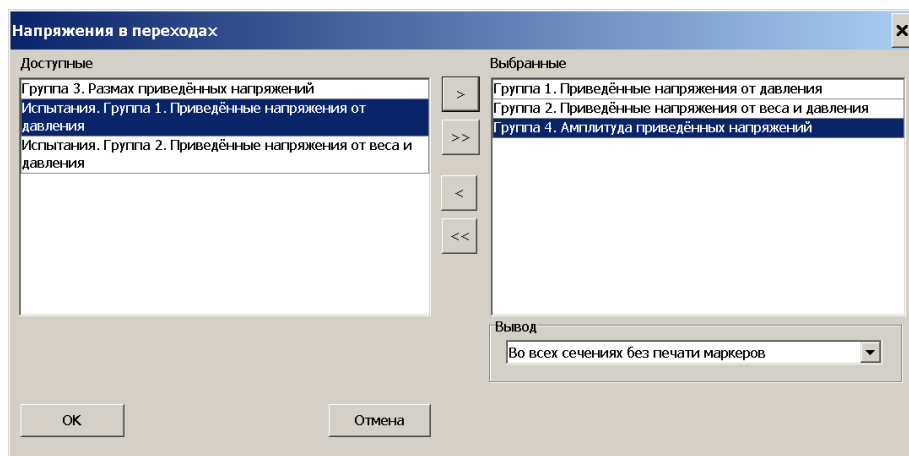 Напряжения в переходах
Доступные
Группа 3. Размах приведённых напряжений
Испытания. Группа 1. Приведённые напряжения от
давления
Испытания. Группа 2. Приведённые напряжения от веса и
давления
>
>>
<
<<
Выбранные
Группа 1. Приведённые напряжения от давления
Группа 2. Приведённые напряжения от веса и давления
Группа 4. Амплитуда приведённых напряжений
Вывод
Во всех сечениях без печати маркеров
OK
Отмена